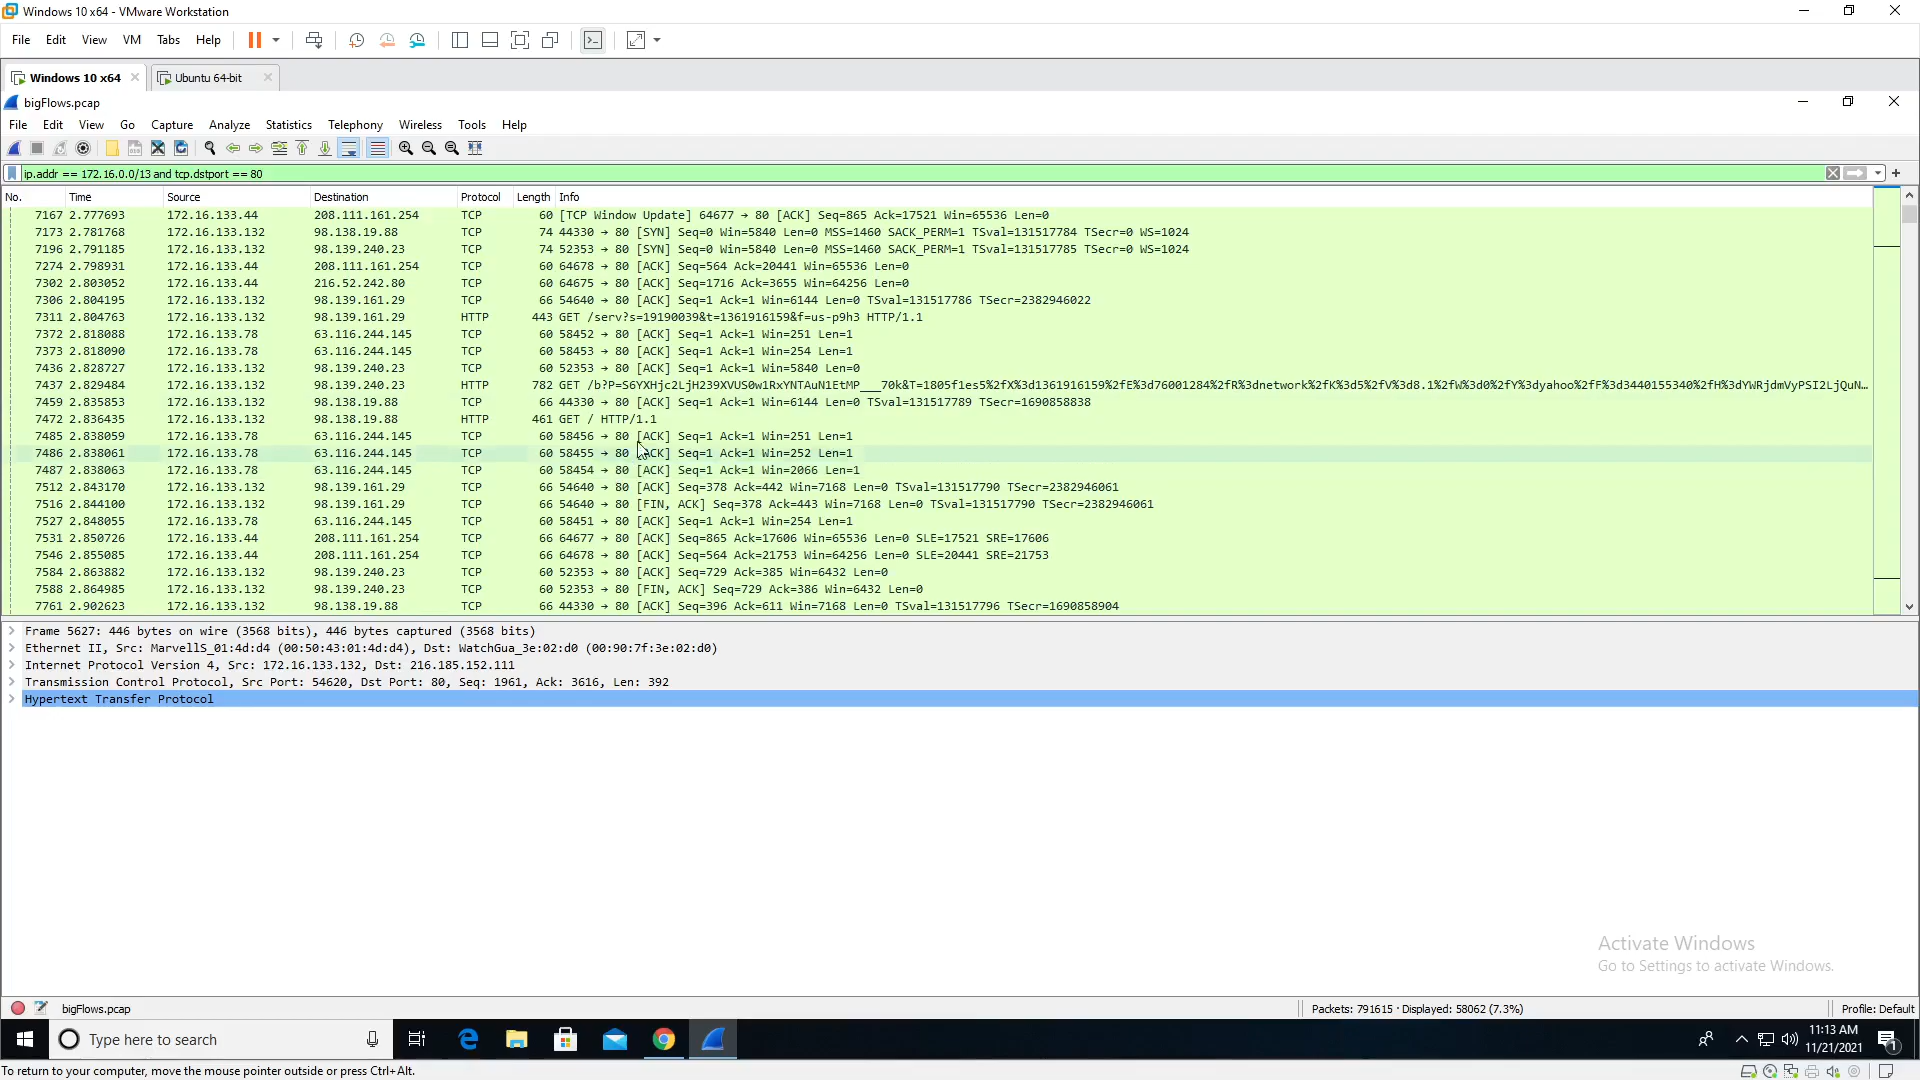 Windows 10 x64 - VMware Workstation
File Edit View VM Tabs Help
Windows 10 x64 Ubuntu 64-bit
bigFlows.pcap
File Edit View Go Capture Analyze Statistics Telephony Wireless Tools Help
ip.addr == 172.16.0.0/13 and tcp.dstport == 80
No. Time Source Destination Protocol Length Info
7167 2.777693 172.16.133.44 208.111.161.254 TCP 60 [TCP Window Update] 64677 → 80 [ACK] Seq=865 Ack=17521 Win=65536 Len=0
7173 2.781768 172.16.133.132 98.138.19.88 TCP 74 44330 → 80 [SYN] Seq=0 Win=5840 Len=0 MSS=1460 SACK_PERM=1 TSval=131517784 TSecr=0 WS=1024
7196 2.791185 172.16.133.132 98.139.240.23 TCP 74 52353 → 80 [SYN] Seq=0 Win=5840 Len=0 MSS=1460 SACK_PERM=1 TSval=131517785 TSecr=0 WS=1024
7274 2.798931 172.16.133.44 208.111.161.254 TCP 60 64678 → 80 [ACK] Seq=564 Ack=20441 Win=65536 Len=0
7302 2.803052 172.16.133.44 216.52.242.80 TCP 60 64675 → 80 [ACK] Seq=1716 Ack=3655 Win=64256 Len=0
7306 2.804195 172.16.133.132 98.139.161.29 TCP 66 54640 → 80 [ACK] Seq=1 Ack=1 Win=6144 Len=0 TSval=131517786 TSecr=2382946022
7311 2.804763 172.16.133.132 98.139.161.29 HTTP 443 GET /serv?s=19190039&t=1361916159&f=us-p9h3 HTTP/1.1
7372 2.818088 172.16.133.78 63.116.244.145 TCP 60 58452 → 80 [ACK] Seq=1 Ack=1 Win=251 Len=1
7373 2.818090 172.16.133.78 63.116.244.145 TCP 60 58453 → 80 [ACK] Seq=1 Ack=1 Win=254 Len=1
7436 2.828727 172.16.133.132 98.139.240.23 TCP 60 52353 → 80 [ACK] Seq=1 Ack=1 Win=5840 Len=0
7437 2.829484 172.16.133.132 98.139.240.23 HTTP 782 GET /b?P=S6YXHjc2LjH239XVUS0w1RxYNTAuN1EtMP___70k&T=1805f1es5%2fX%3d1361916159%2fE%3d76001284%2fR%3dnetwork%2fK%3d5%2fV%3d8.1%2fW%3d0%2fY%3dyahoo%2fF%3d3440155340%2fH%3dYWRjdmVyPSI2LjQuN…
7459 2.835853 172.16.133.132 98.138.19.88 TCP 66 44330 → 80 [ACK] Seq=1 Ack=1 Win=6144 Len=0 TSval=131517789 TSecr=1690858838
7472 2.836435 172.16.133.132 98.138.19.88 HTTP 461 GET / HTTP/1.1
7485 2.838059 172.16.133.78 63.116.244.145 TCP 60 58456 → 80 [ACK] Seq=1 Ack=1 Win=251 Len=1
7486 2.838061 172.16.133.78 63.116.244.145 TCP 60 58455 → 80 [ACK] Seq=1 Ack=1 Win=252 Len=1
7487 2.838063 172.16.133.78 63.116.244.145 TCP 60 58454 → 80 [ACK] Seq=1 Ack=1 Win=2066 Len=1
7512 2.843170 172.16.133.132 98.139.161.29 TCP 66 54640 → 80 [ACK] Seq=378 Ack=442 Win=7168 Len=0 TSval=131517790 TSecr=2382946061
7516 2.844100 172.16.133.132 98.139.161.29 TCP 66 54640 → 80 [FIN, ACK] Seq=378 Ack=443 Win=7168 Len=0 TSval=131517790 TSecr=2382946061
7527 2.848055 172.16.133.78 63.116.244.145 TCP 60 58451 → 80 [ACK] Seq=1 Ack=1 Win=254 Len=1
7531 2.850726 172.16.133.44 208.111.161.254 TCP 66 64677 → 80 [ACK] Seq=865 Ack=17606 Win=65536 Len=0 SLE=17521 SRE=17606
7546 2.855085 172.16.133.44 208.111.161.254 TCP 66 64678 → 80 [ACK] Seq=564 Ack=21753 Win=64256 Len=0 SLE=20441 SRE=21753
7584 2.863882 172.16.133.132 98.139.240.23 TCP 60 52353 → 80 [ACK] Seq=729 Ack=385 Win=6432 Len=0
7588 2.864985 172.16.133.132 98.139.240.23 TCP 60 52353 → 80 [FIN, ACK] Seq=729 Ack=386 Win=6432 Len=0
7761 2.902623 172.16.133.132 98.138.19.88 TCP 66 44330 → 80 [ACK] Seq=396 Ack=611 Win=7168 Len=0 TSval=131517796 TSecr=1690858904
Frame 5627: 446 bytes on wire (3568 bits), 446 bytes captured (3568 bits)
Ethernet II, Src: MarvellS_01:4d:d4 (00:50:43:01:4d:d4), Dst: WatchGua_3e:02:d0 (00:90:7f:3e:02:d0)
Internet Protocol Version 4, Src: 172.16.133.132, Dst: 216.185.152.111
Transmission Control Protocol, Src Port: 54620, Dst Port: 80, Seq: 1961, Ack: 3616, Len: 392
Hypertext Transfer Protocol
Activate Windows
Go to Settings to activate Windows.
bigFlows.pcap Packets: 791615 · Displayed: 58062 (7.3%) Profile: Default
Type here to search
11:13 AM
11/21/2021
1
To return to your computer, move the mouse pointer outside or press Ctrl+Alt.